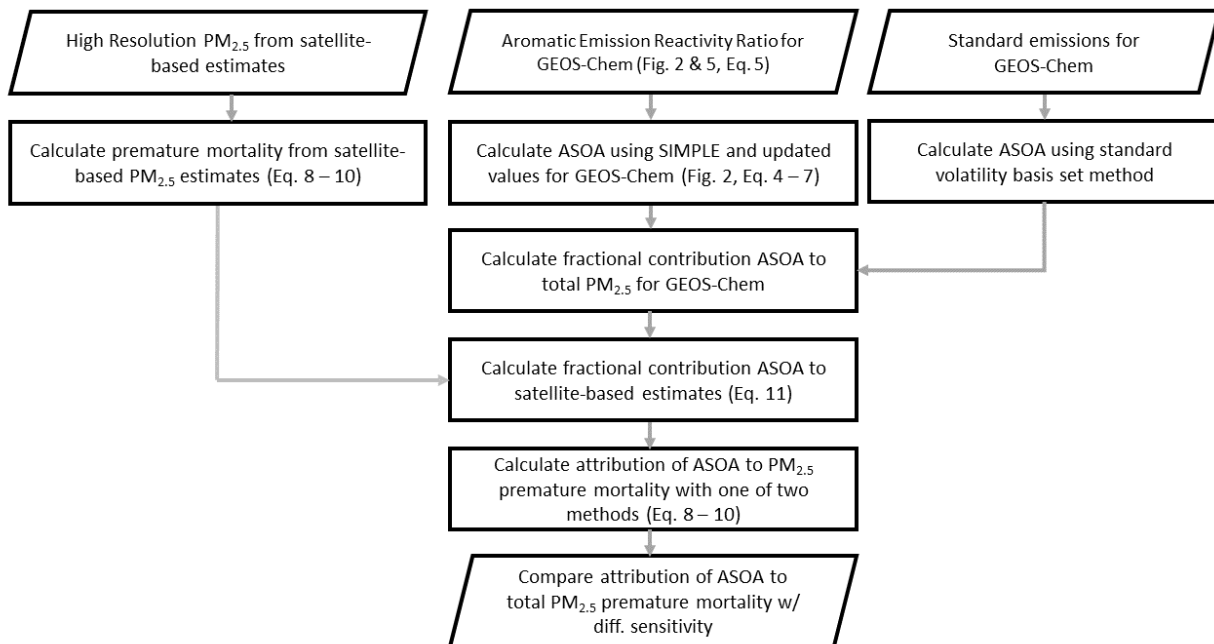 High Resolution PM2.5 from satellite-
based estimates
Aromatic Emission Reactivity Ratio for
GEOS-Chem (Fig. 2 & 5, Eq. 5)
Standard emissions for
GEOS-Chem
Calculate premature mortality from satellite-
based PM2.5 estimates (Eq. 8 – 10)
Calculate ASOA using SIMPLE and updated
values for GEOS-Chem (Fig. 2, Eq. 4 – 7)
Calculate ASOA using standard
volatility basis set method
Calculate fractional contribution ASOA to
total PM2.5 for GEOS-Chem
Calculate fractional contribution ASOA to
satellite-based estimates (Eq. 11)
Calculate attribution of ASOA to PM2.5
premature mortality with one of two
methods (Eq. 8 – 10)
Compare attribution of ASOA to
total PM2.5 premature mortality w/
diff. sensitivity